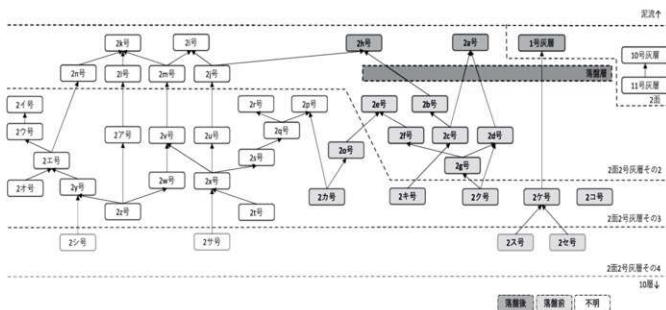 泥流↑
2k号 2i号 2h号 2a号 1号灰層
10号灰層
2n号 2l号 2m号 2j号 落盤層
11号灰層
2面
2イ号 2r号 2p号 2e号 2b号
2ウ号 2ア号 2v号 2u号 2q号 2f号 2c号 2d号
2エ号 2s号 2o号 2g号
2面2号灰層その2
2オ号 2y号 2w号 2x号 2カ号 2キ号 2ク号 2ケ号 2コ号
2z号 2t号
2面2号灰層その3
2シ号 2サ号 2ス号 2セ号
2面2号灰層その4
10層↓
落盤後 落盤前 不明